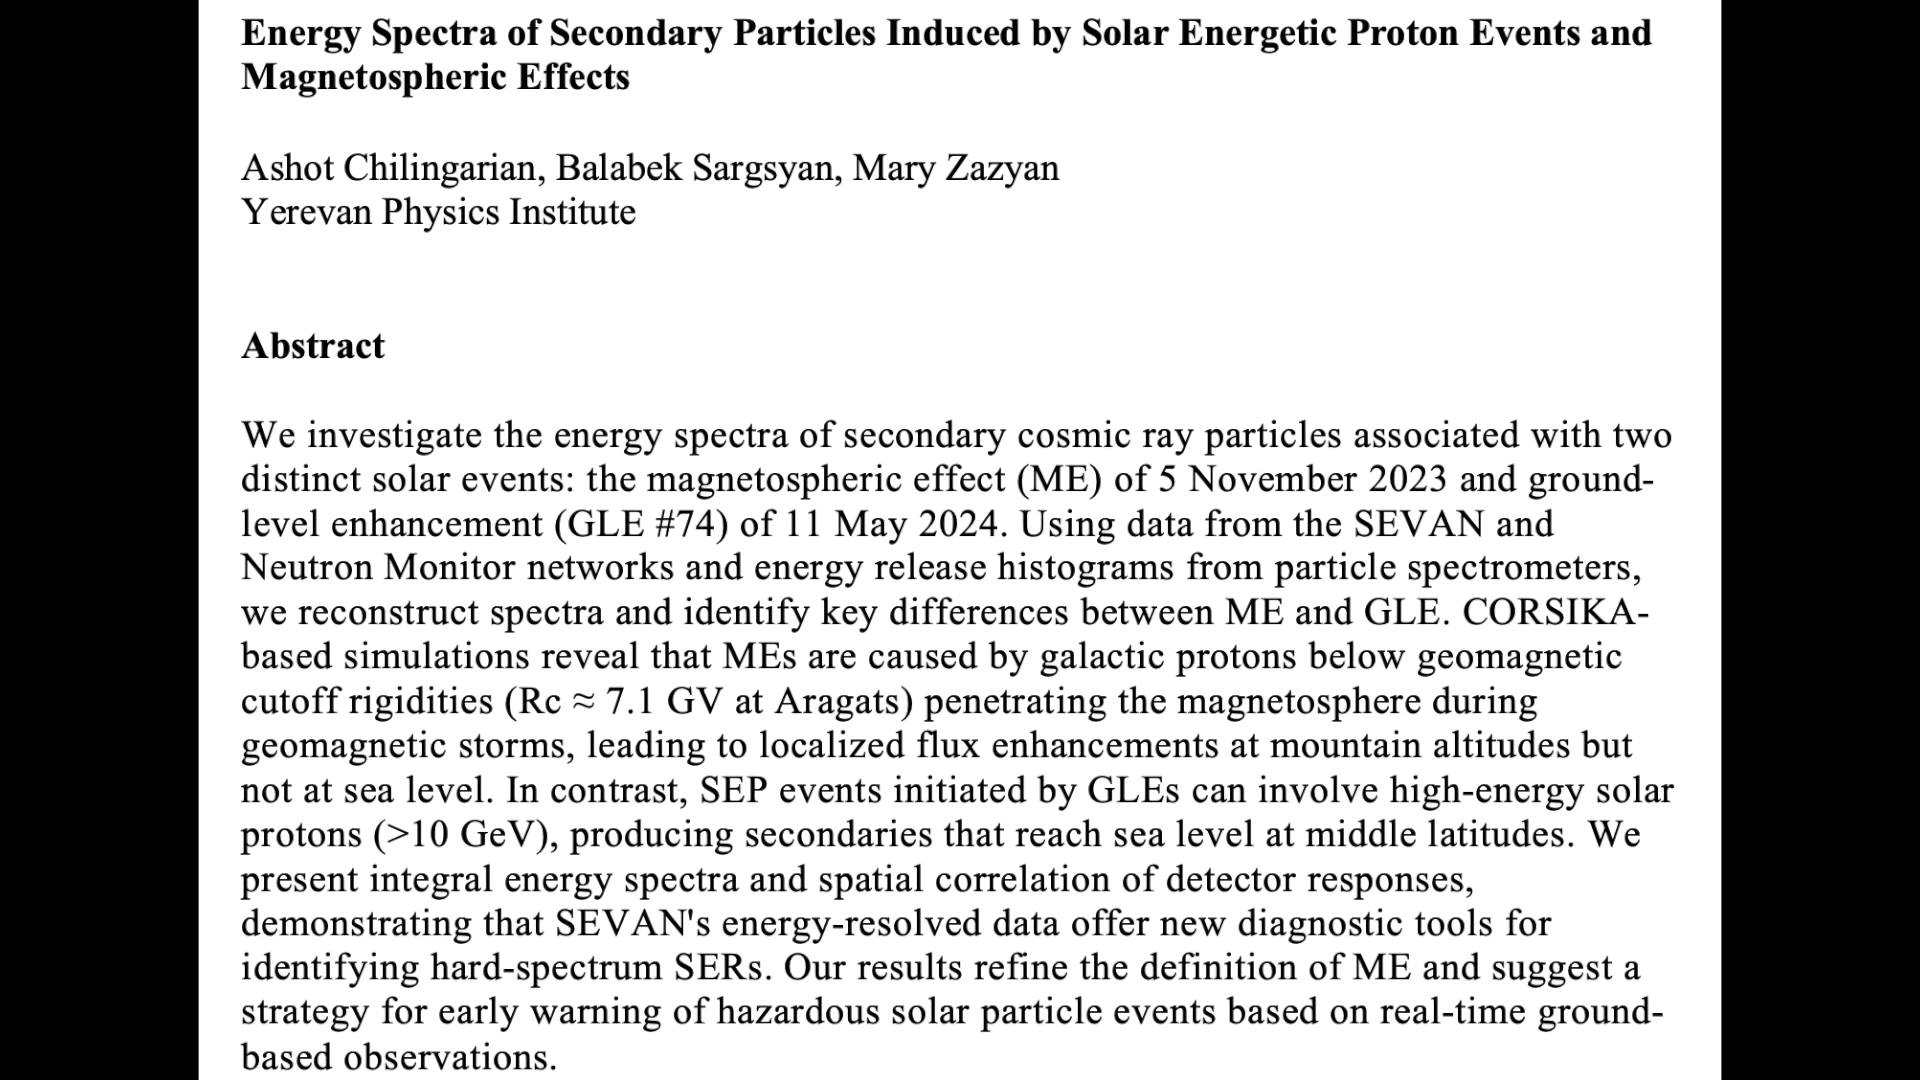 Energy Spectra of Secondary Particles Induced by Solar Energetic Proton Events and
Magnetospheric Effects
Ashot Chilingarian, Balabek Sargsyan, Mary Zazyan
Yerevan Physics Institute
Abstract
We investigate the energy spectra of secondary cosmic ray particles associated with two
distinct solar events: the magnetospheric effect (ME) of 5 November 2023 and ground-
level enhancement (GLE #74) of 11 May 2024. Using data from the SEVAN and
Neutron Monitor networks and energy release histograms from particle spectrometers,
we reconstruct spectra and identify key differences between ME and GLE. CORSIKA-
based simulations reveal that MEs are caused by galactic protons below geomagnetic
cutoff rigidities (Rc ≈ 7.1 GV at Aragats) penetrating the magnetosphere during
geomagnetic storms, leading to localized flux enhancements at mountain altitudes but
not at sea level. In contrast, SEP events initiated by GLEs can involve high-energy solar
protons (>10 GeV), producing secondaries that reach sea level at middle latitudes. We
present integral energy spectra and spatial correlation of detector responses,
demonstrating that SEVAN's energy-resolved data offer new diagnostic tools for
identifying hard-spectrum SERs. Our results refine the definition of ME and suggest a
strategy for early warning of hazardous solar particle events based on real-time ground-
based observations.